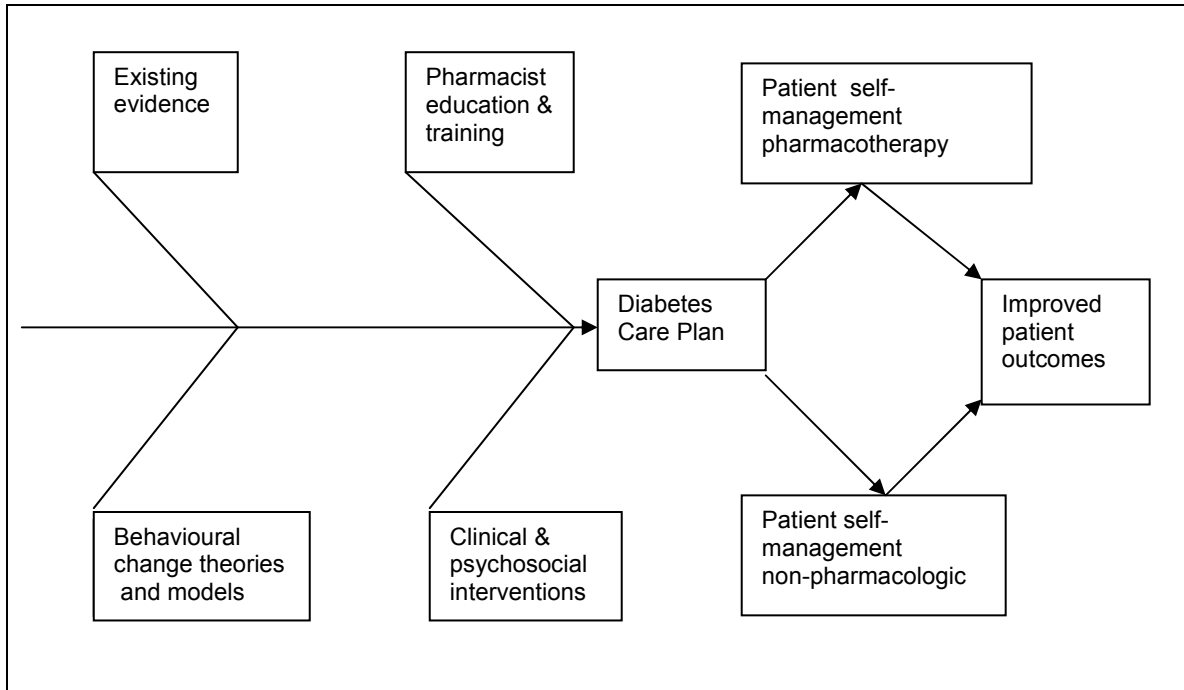 Existing
evidence
Pharmacist
education &
training
Patient self-
management
pharmacotherapy
Diabetes
Care Plan
Improved
patient
outcomes
Behavioural
change theories
and models
Clinical &
psychosocial
interventions
Patient self-
management
non-pharmacologic